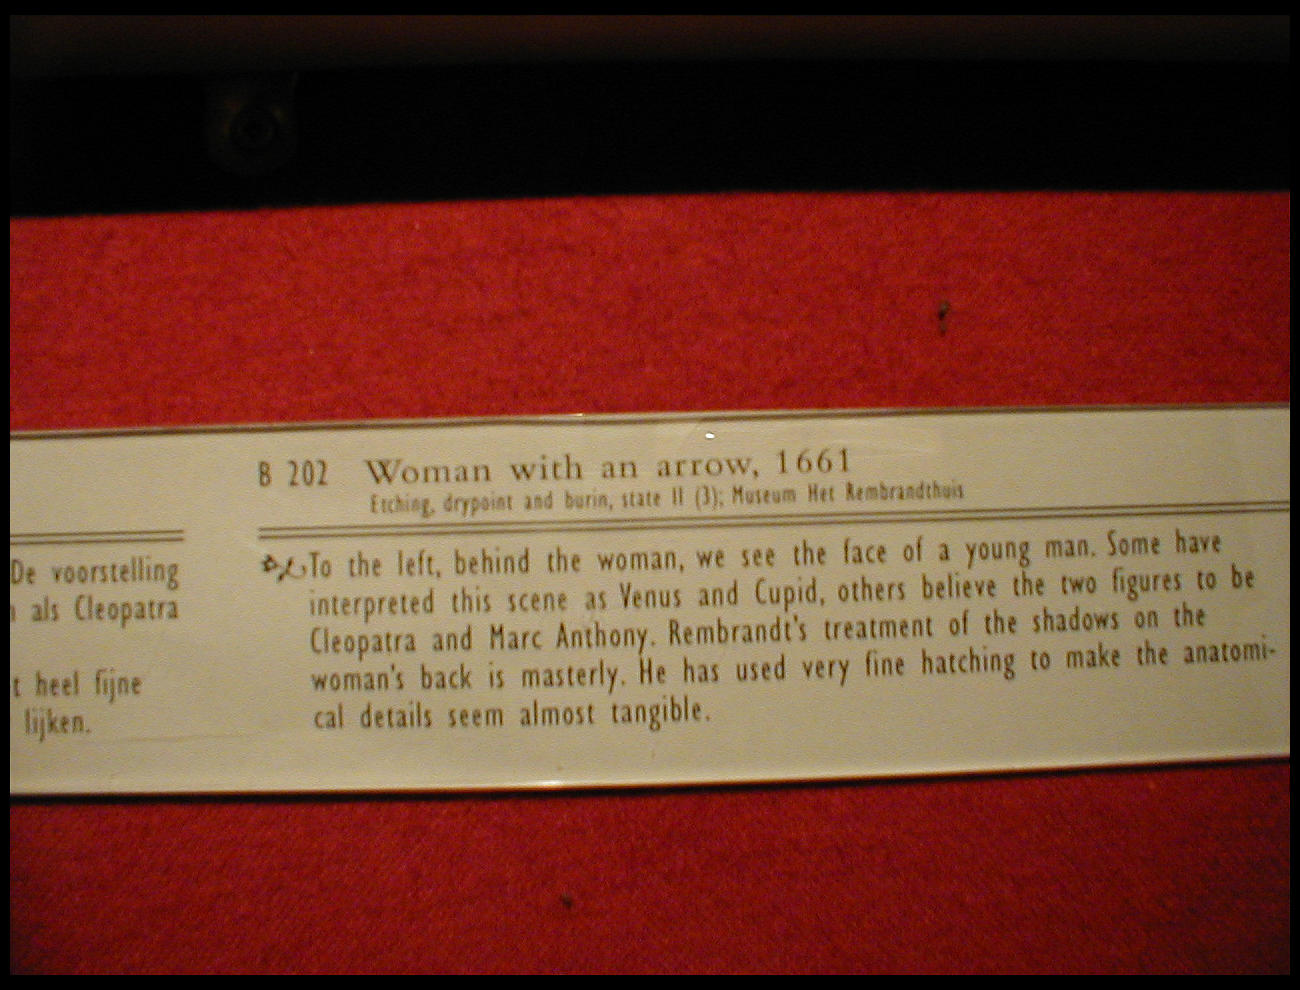 De voorstelling
als Cleopatra
t heel fijne
lijken.
B 202 Woman with an arrow, 1661
Etching, drypoint and burin, state II (3); Museum Het Rembrandthuis
To the left, behind the woman, we see the face of a young man. Some have
interpreted this scene as Venus and Cupid, others believe the two figures to be
Cleopatra and Marc Anthony. Rembrandt's treatment of the shadows on the
woman's back is masterly. He has used very fine hatching to make the anatomi-
cal details seem almost tangible.